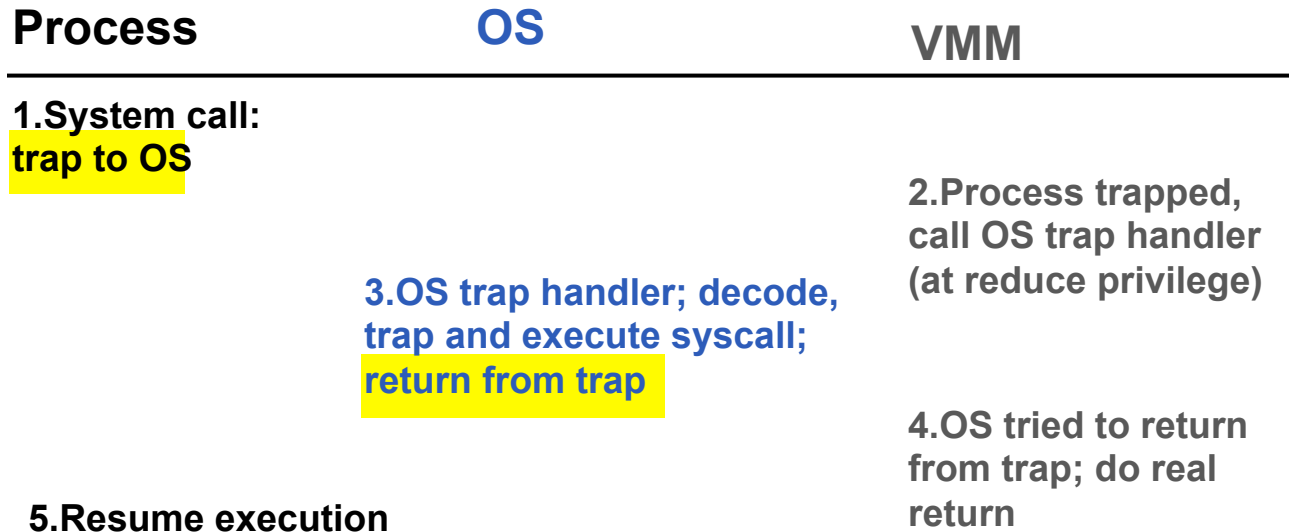 Process OS VMM
1.System call:
trap to OS
2.Process trapped,
call OS trap handler
(at reduce privilege)
3.OS trap handler; decode,
trap and execute syscall;
return from trap
4.OS tried to return
from trap; do real
return
5.Resume execution